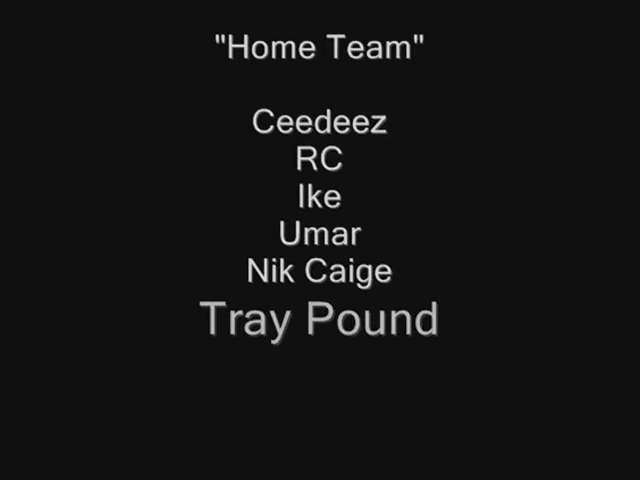 "Home Team"
Ceedeez
RC
Ike
Umar
Nik Caige
Tray Pound